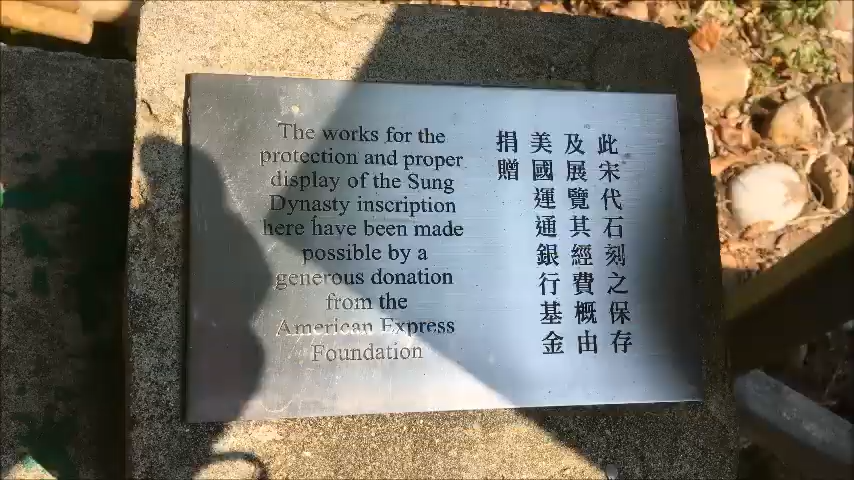 The works for the
protection and proper
display of the Sung
Dynasty inscription
here have been made
possible by a
generous donation
from the
American Express
Foundation
此宋代石刻之保存
及展覽其經費概由
美國運通銀行基金
捐贈